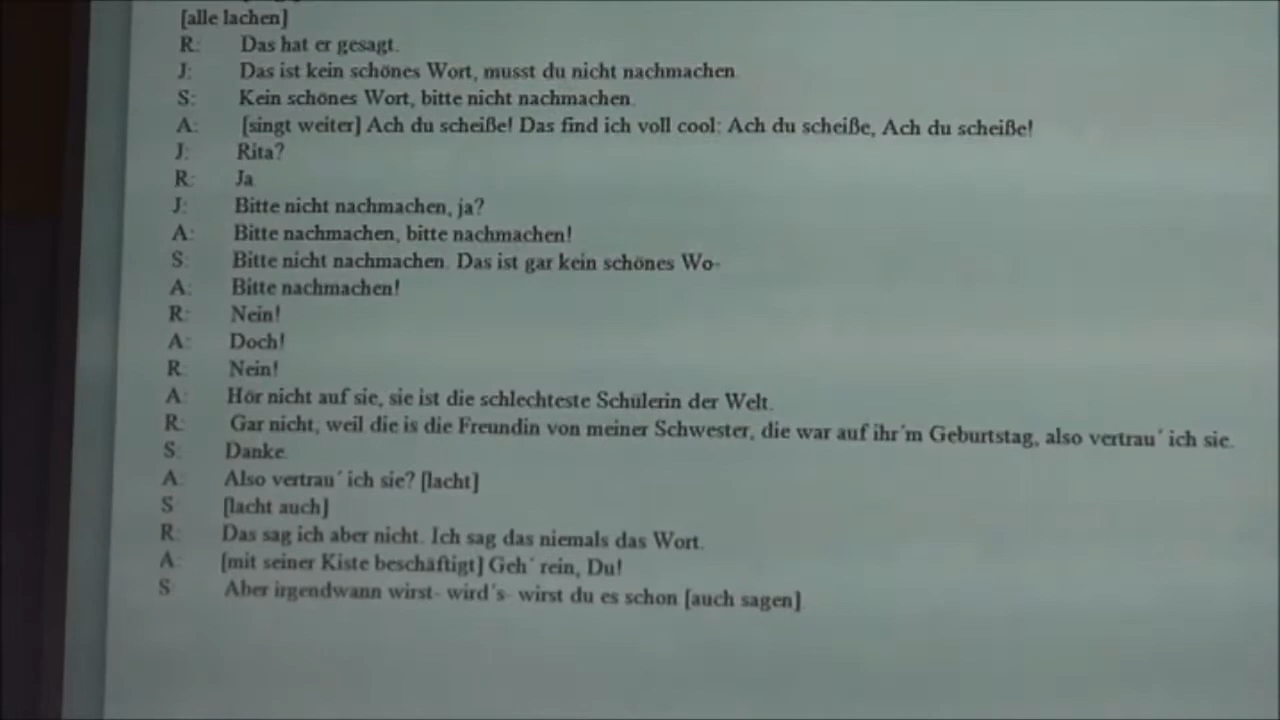 [alle lachen]
R: Das hat er gesagt.
J: Das ist kein schönes Wort, musst du nicht nachmachen.
S: Kein schönes Wort, bitte nicht nachmachen.
A: [singt weiter] Ach du scheiße! Das find ich voll cool: Ach du scheiße, Ach du scheiße!
J: Rita?
R: Ja
J: Bitte nicht nachmachen, ja?
A: Bitte nachmachen, bitte nachmachen!
S: Bitte nicht nachmachen. Das ist gar kein schönes Wo-
A: Bitte nachmachen!
R: Nein!
A: Doch!
R: Nein!
A: Hör nicht auf sie, sie ist die schlechteste Schülerin der Welt.
R: Gar nicht, weil die is die Freundin von meiner Schwester, die war auf ihr´m Geburtstag, also vertrau´ ich sie.
S: Danke.
A: Also vertrau´ ich sie? [lacht]
S [lacht auch]
R: Das sag ich aber nicht. Ich sag das niemals das Wort.
A: [mit seiner Kiste beschäftigt] Geh´ rein, Du!
S Aber irgendwann wirst- wird´s- wirst du es schon [auch sagen]